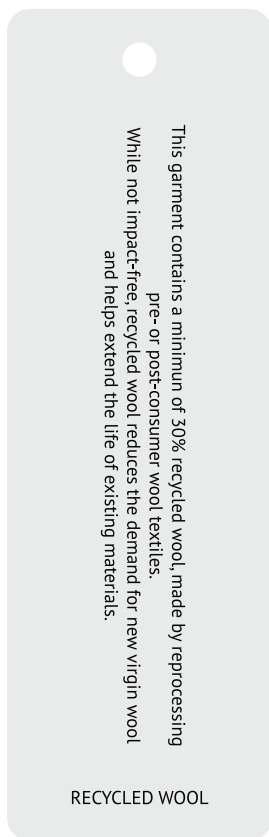 This garment contains a minimun of 30% recycled wool, made by reprocessing
pre- or post-consumer wool textiles.
While not impact-free, recycled wool reduces the demand for new virgin wool
and helps extend the life of existing materials.
RECYCLED WOOL